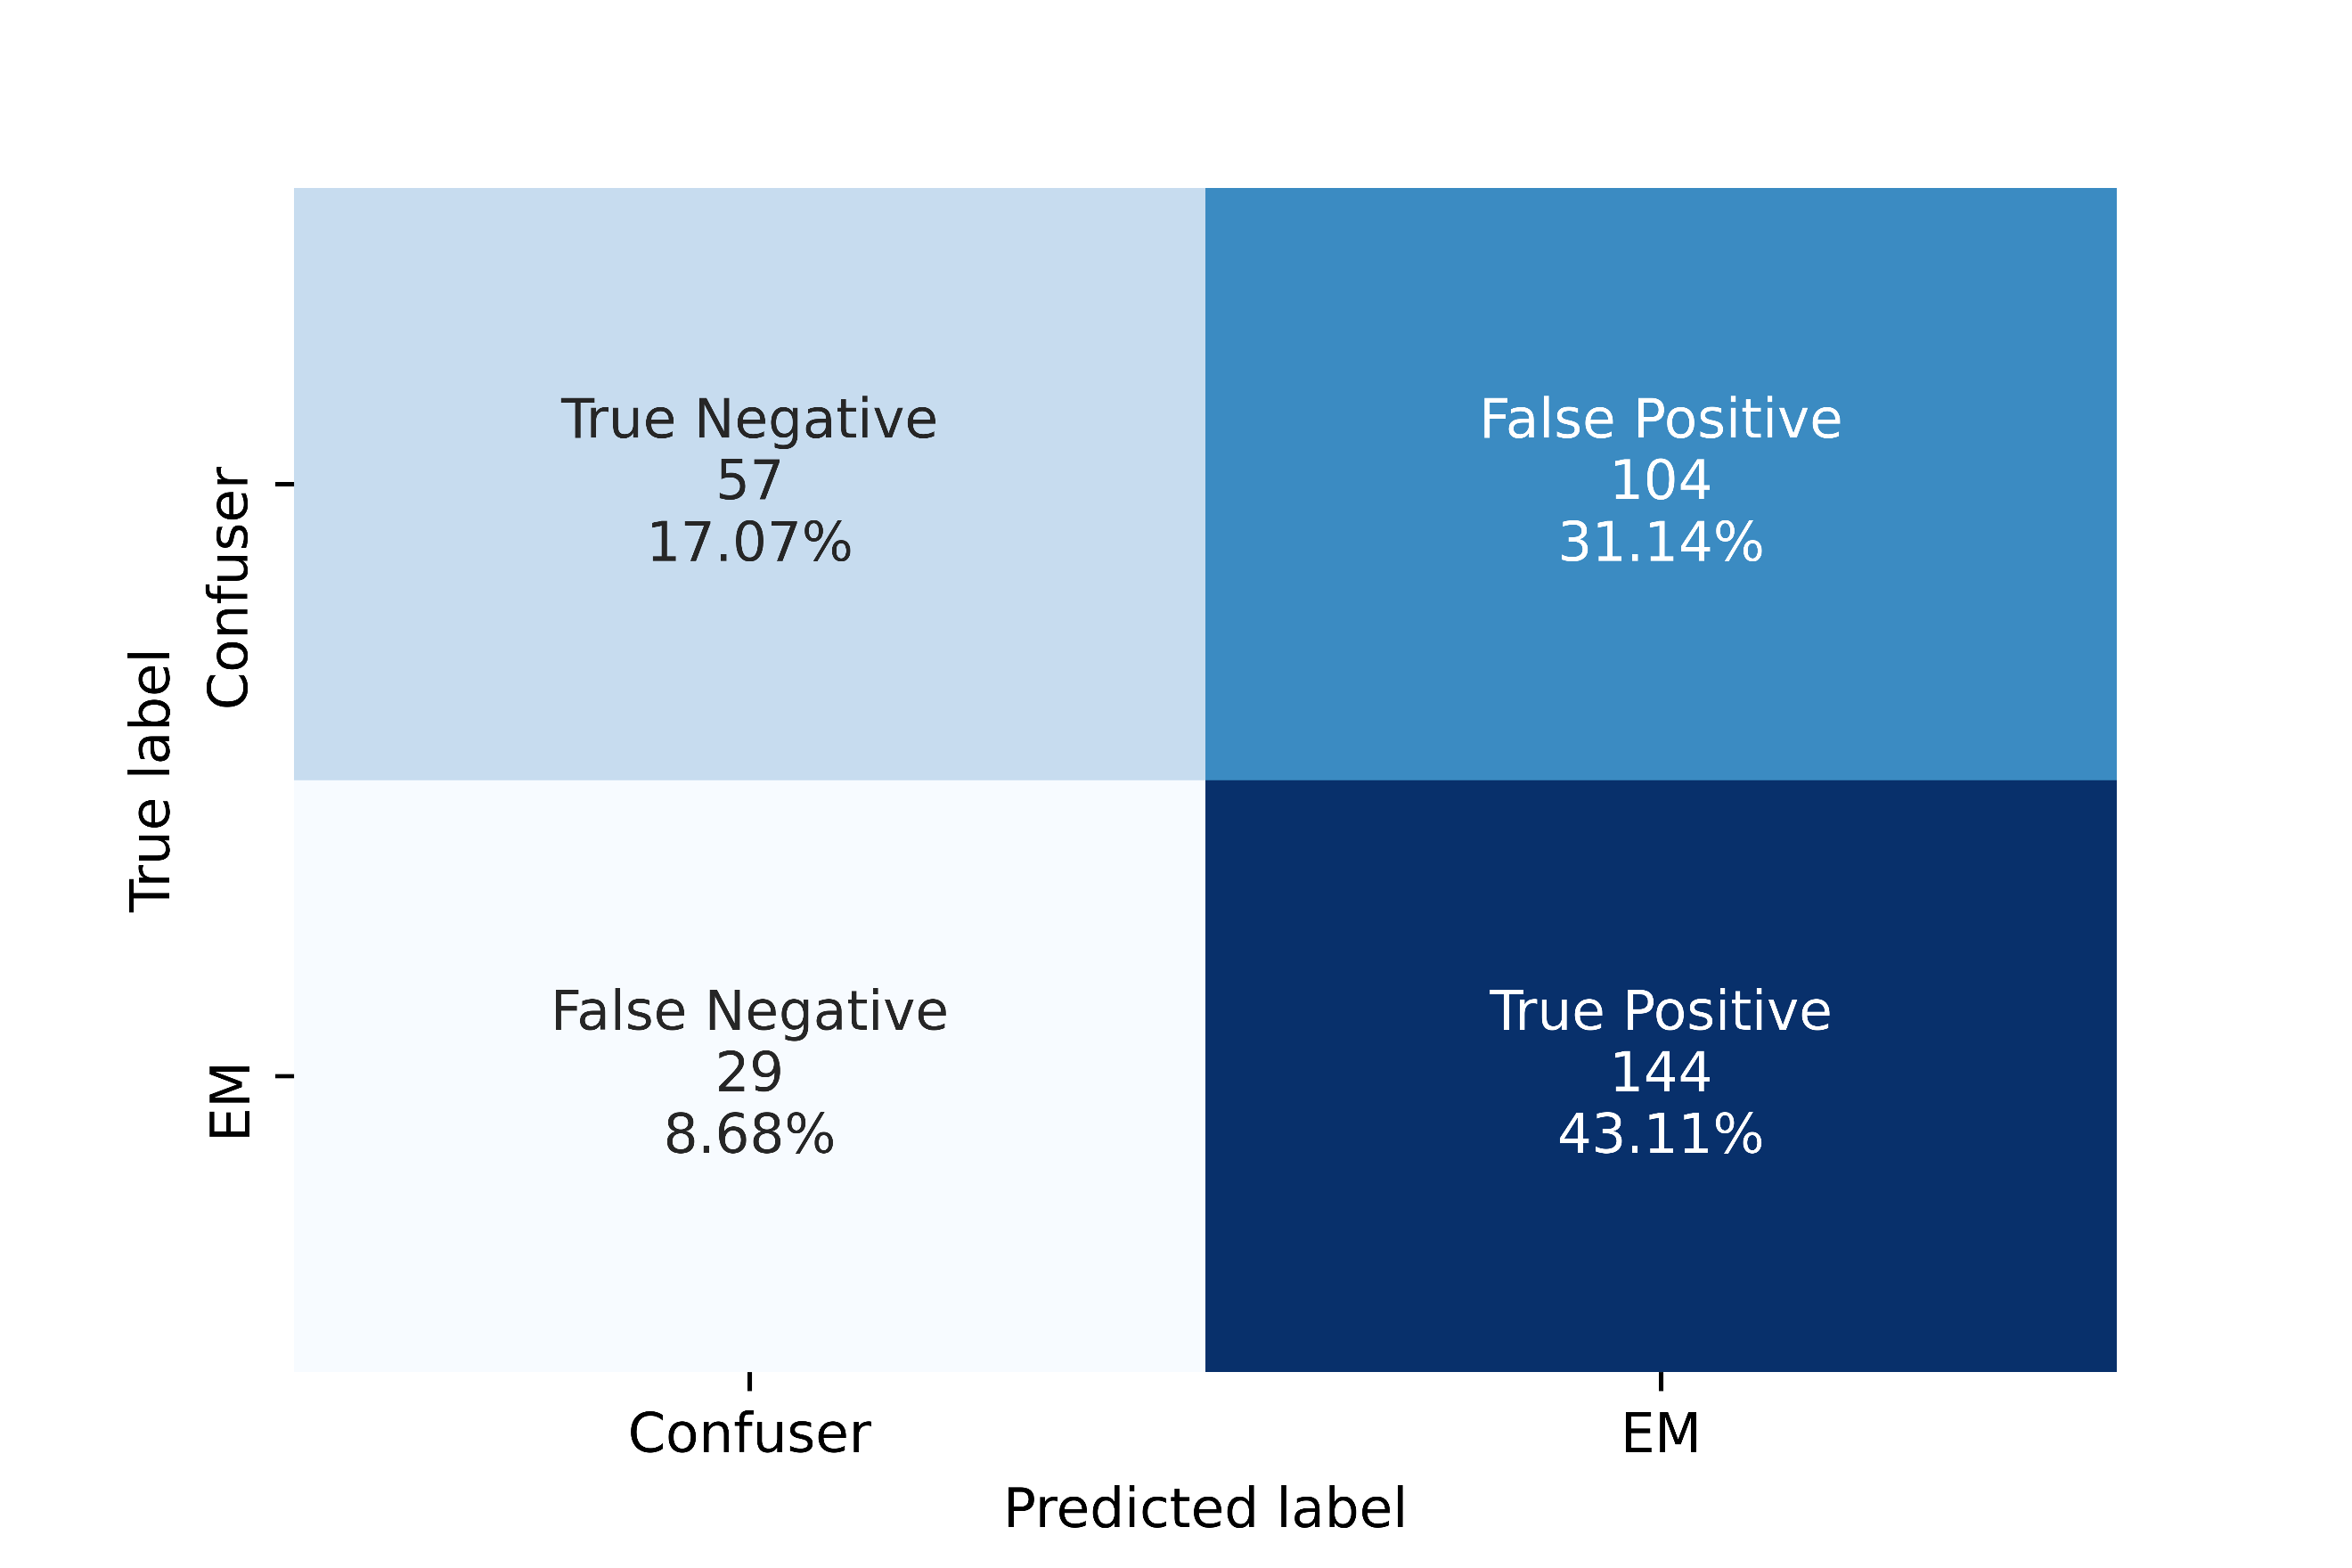 True label
Confuser
EM
True Negative
57
17.07%
False Positive
104
31.14%
False Negative
29
8.68%
True Positive
144
43.11%
Confuser
EM
Predicted label